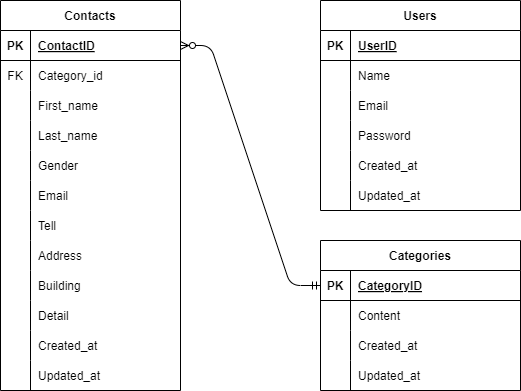 Contacts
PK ContactID
FK Category_id
First_name
Last_name
Gender
Email
Tell
Address
Building
Detail
Created_at
Updated_at
Users
PK UserID
Name
Email
Password
Created_at
Updated_at
Categories
PK CategoryID
Content
Created_at
Updated_at